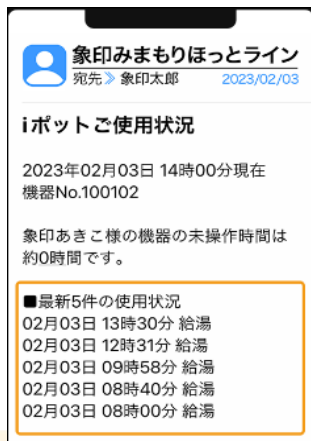 象印みまもりほっとライン
宛先》象印太郎 2023/02/03
iポットご使用状況
2023年02月03日 14時00分現在
機器No.100102
象印あきこ様の機器の未操作時間は
約0時間です。
■最新5件の使用状況
02月03日 13時30分 給湯
02月03日 12時31分 給湯
02月03日 09時58分 給湯
02月03日 08時40分 給湯
02月03日 08時00分 給湯